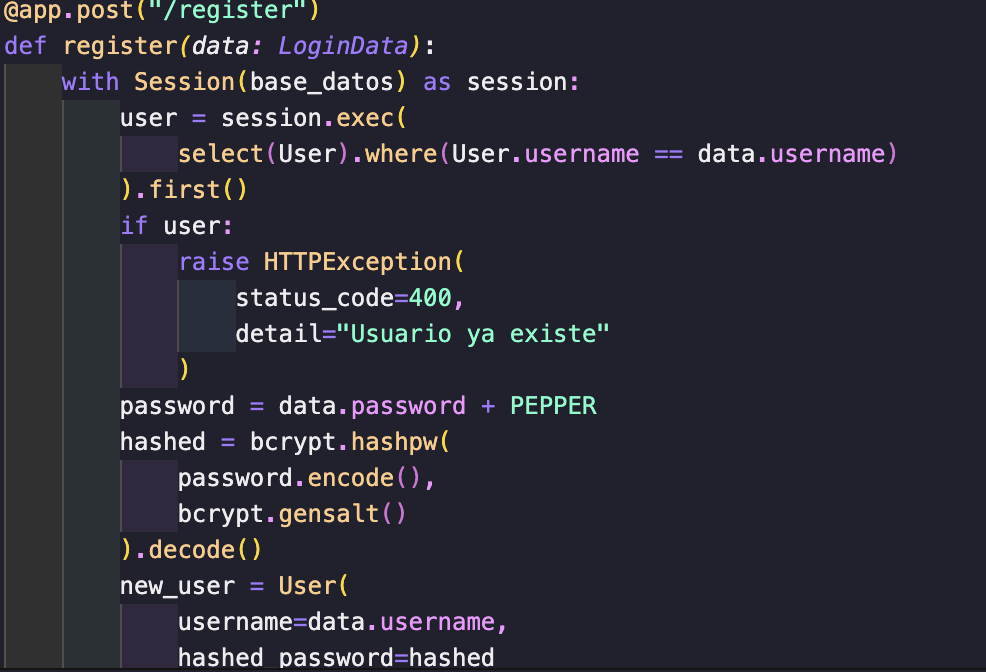 @app.post("/register")
def register(data: LoginData):
    with Session(base_datos) as session:
        user = session.exec(
            select(User).where(User.username == data.username)
        ).first()
        if user:
            raise HTTPException(
                status_code=400,
                detail="Usuario ya existe"
            )
        password = data.password + PEPPER
        hashed = bcrypt.hashpw(
            password.encode(),
            bcrypt.gensalt()
        ).decode()
        new_user = User(
            username=data.username,
            hashed_password=hashed